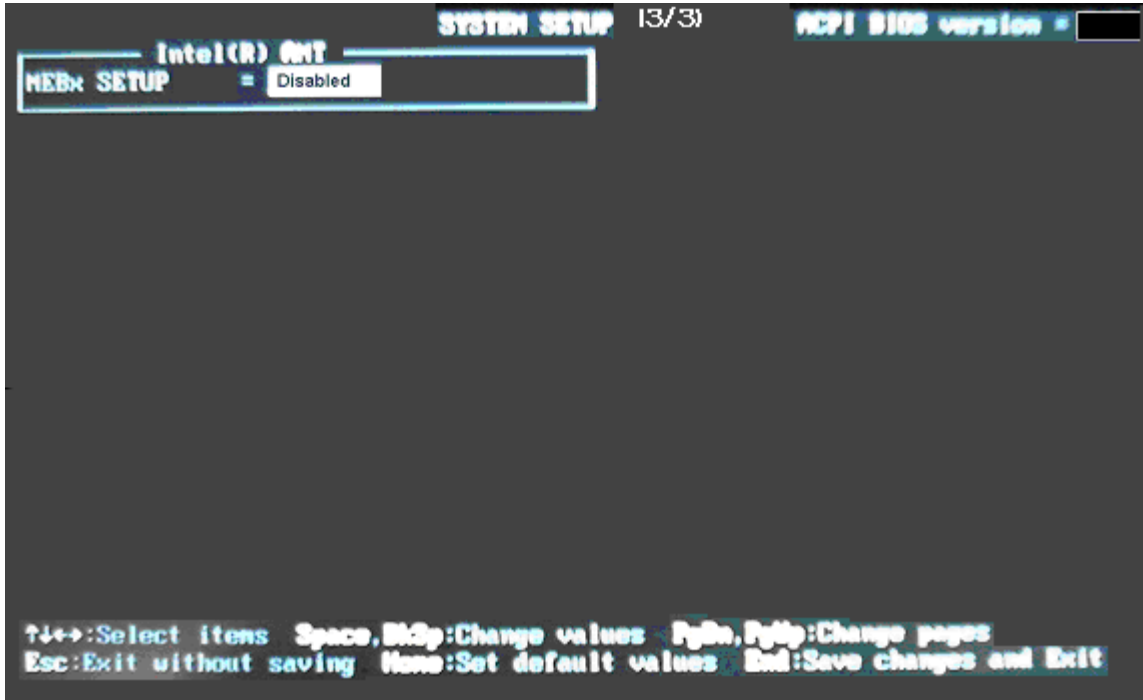 SYSTEM SETUP (3/3) ACPI BIOS version =
Intel(R) AMT
MEBx SETUP = Disabled
↑↓←→:Select items Space,BkSp:Change values PgDn,PgUp:Change pages
Esc:Exit without saving Home:Set default values End:Save changes and Exit